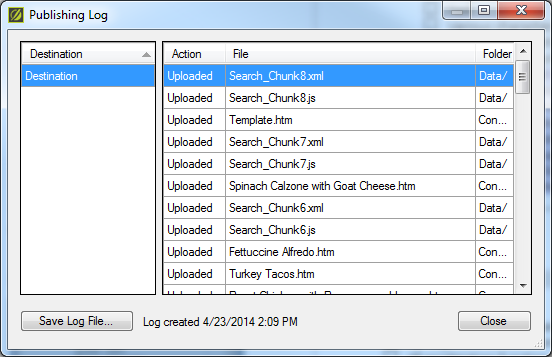 Publishing Log
Destination
Destination
Action File Folder
Uploaded Search_Chunk8.xml Data/
Uploaded Search_Chunk8.js Data/
Uploaded Template.htm Con...
Uploaded Search_Chunk7.xml Data/
Uploaded Search_Chunk7.js Data/
Uploaded Spinach Calzone with Goat Cheese.htm Con...
Uploaded Search_Chunk6.xml Data/
Uploaded Search_Chunk6.js Data/
Uploaded Fettuccine Alfredo.htm Con...
Uploaded Turkey Tacos.htm Con...
Uploaded
Save Log File... Log created 4/23/2014 2:09 PM Close